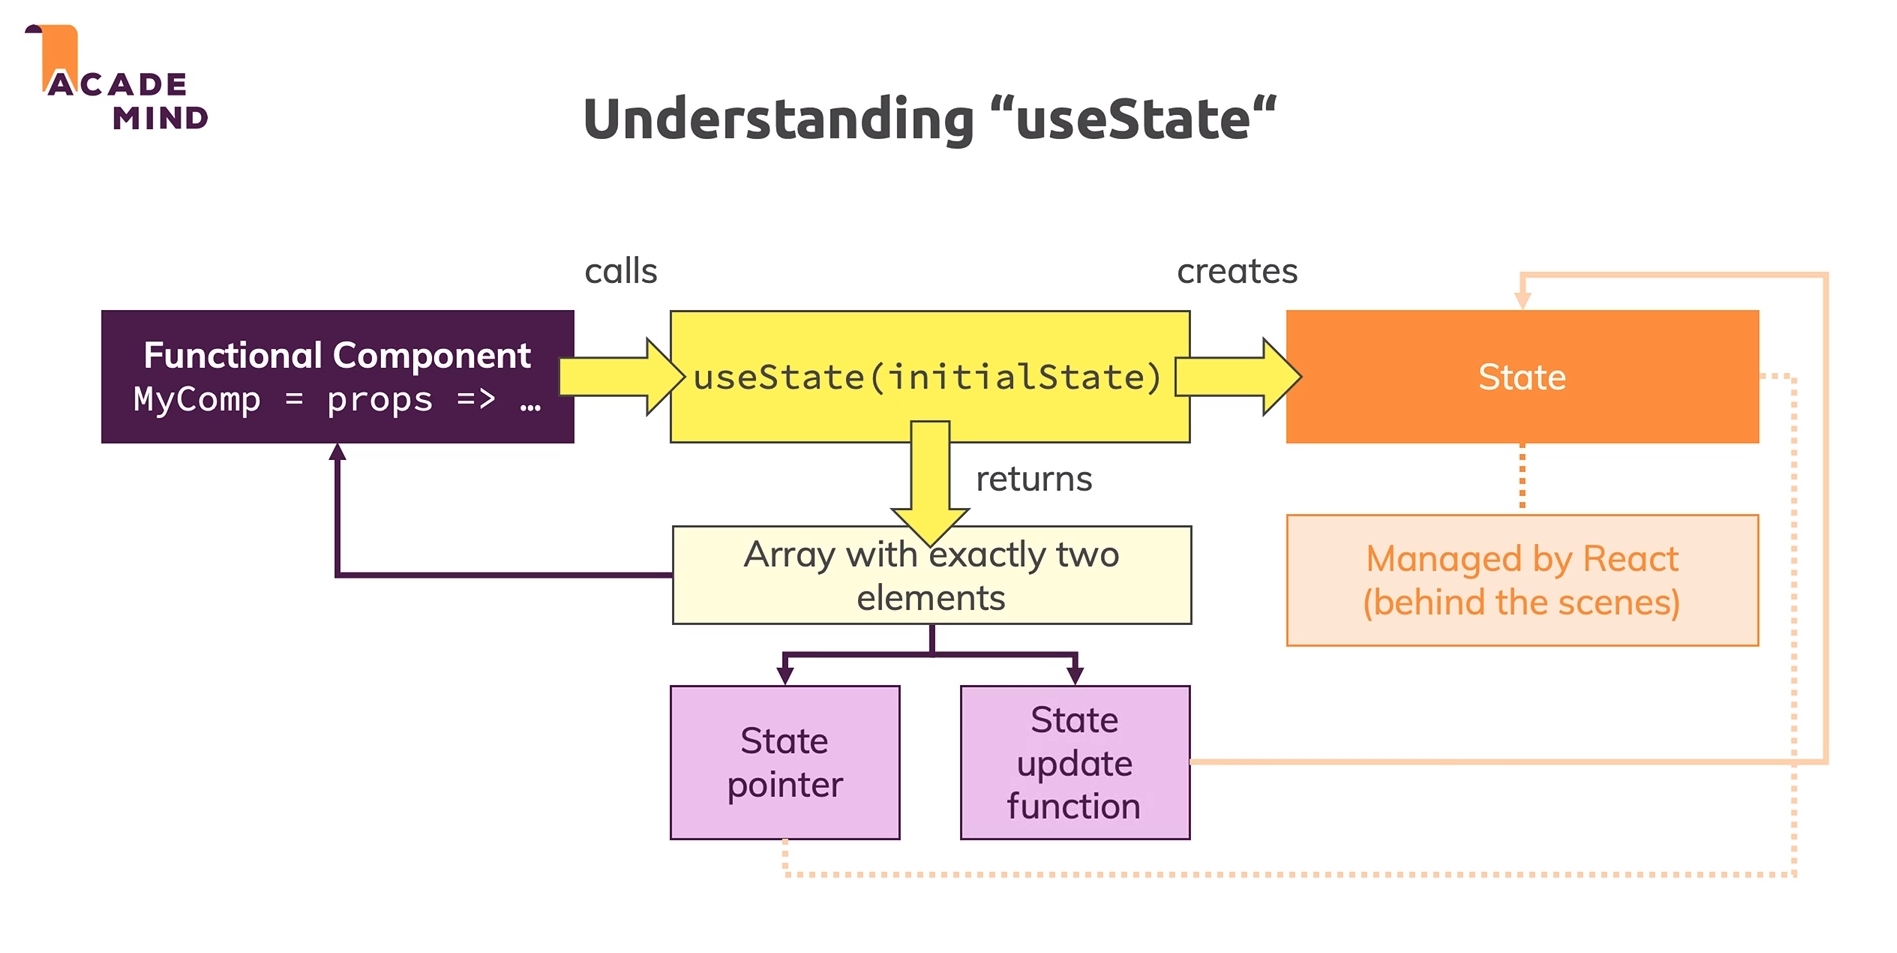 ACADE
MIND
Understanding “useState“
calls
creates
Functional Component
MyComp = props => …
useState(initialState)
State
returns
Array with exactly two
elements
Managed by React
(behind the scenes)
State
pointer
State
update
function